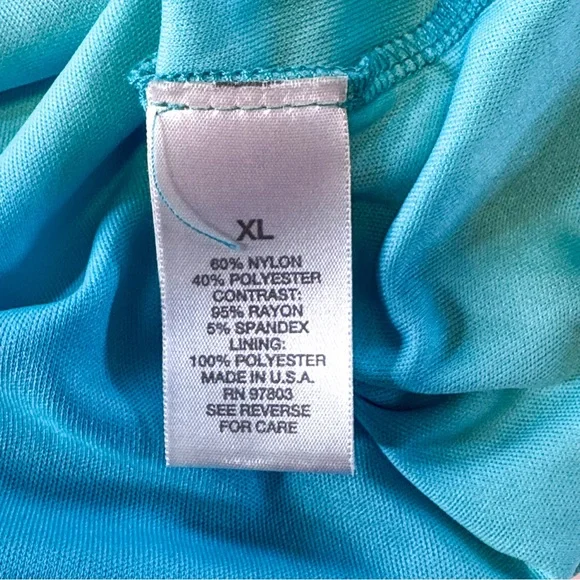 XL
60% NYLON
40% POLYESTER
CONTRAST:
95% RAYON
5% SPANDEX
LINING:
100% POLYESTER
MADE IN U.S.A.
RN 97803
SEE REVERSE
FOR CARE